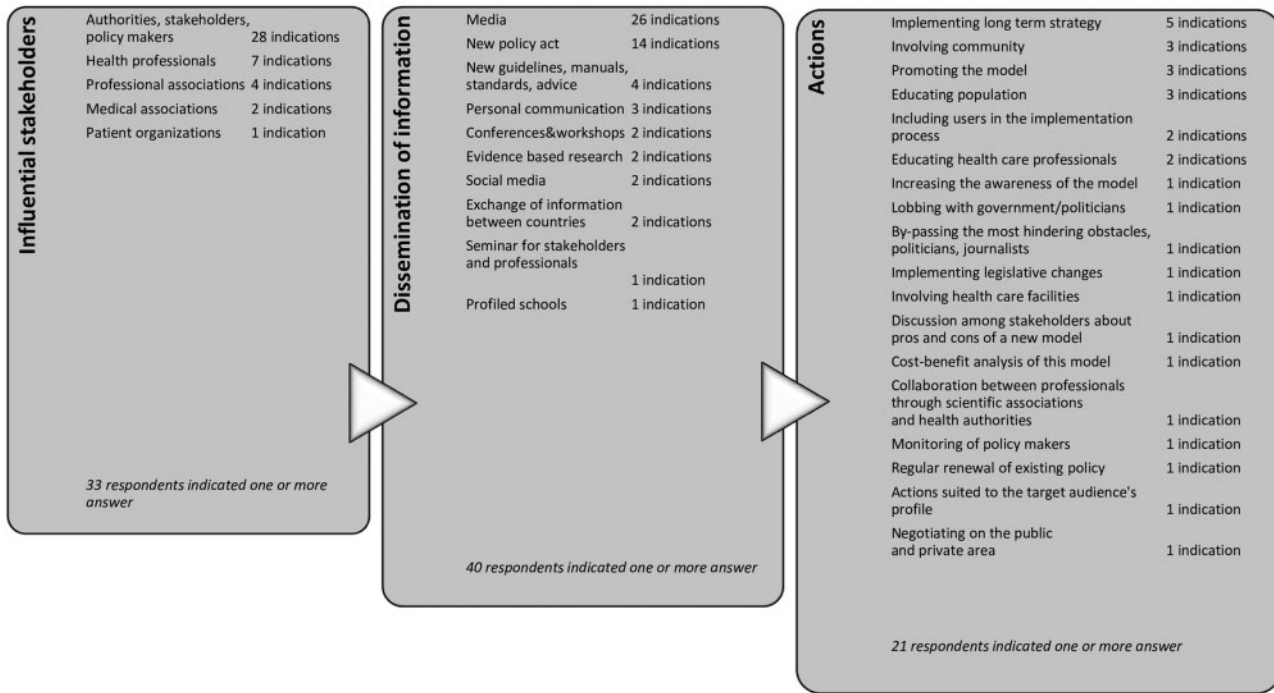 Influential stakeholders
Authorities, stakeholders,
policy makers 28 indications
Health professionals 7 indications
Professional associations 4 indications
Medical associations 2 indications
Patient organizations 1 indication
33 respondents indicated one or more
answer
Dissemination of information
Media 26 indications
New policy act 14 indications
New guidelines, manuals,
standards, advice 4 indications
Personal communication 3 indications
Conferences&workshops 2 indications
Evidence based research 2 indications
Social media 2 indications
Exchange of information
between countries 2 indications
Seminar for stakeholders
and professionals
1 indication
Profiled schools 1 indication
40 respondents indicated one or more answer
Actions
Implementing long term strategy 5 indications
Involving community 3 indications
Promoting the model 3 indications
Educating population 3 indications
Including users in the implementation
process 2 indications
Educating health care professionals 2 indications
Increasing the awareness of the model 1 indication
Lobbing with government/politicians 1 indication
By-passing the most hindering obstacles,
politicians, journalists 1 indication
Implementing legislative changes 1 indication
Involving health care facilities 1 indication
Discussion among stakeholders about
pros and cons of a new model 1 indication
Cost-benefit analysis of this model 1 indication
Collaboration between professionals
through scientific associations
and health authorities 1 indication
Monitoring of policy makers 1 indication
Regular renewal of existing policy 1 indication
Actions suited to the target audience's
profile 1 indication
Negotiating on the public
and private area 1 indication
21 respondents indicated one or more answer